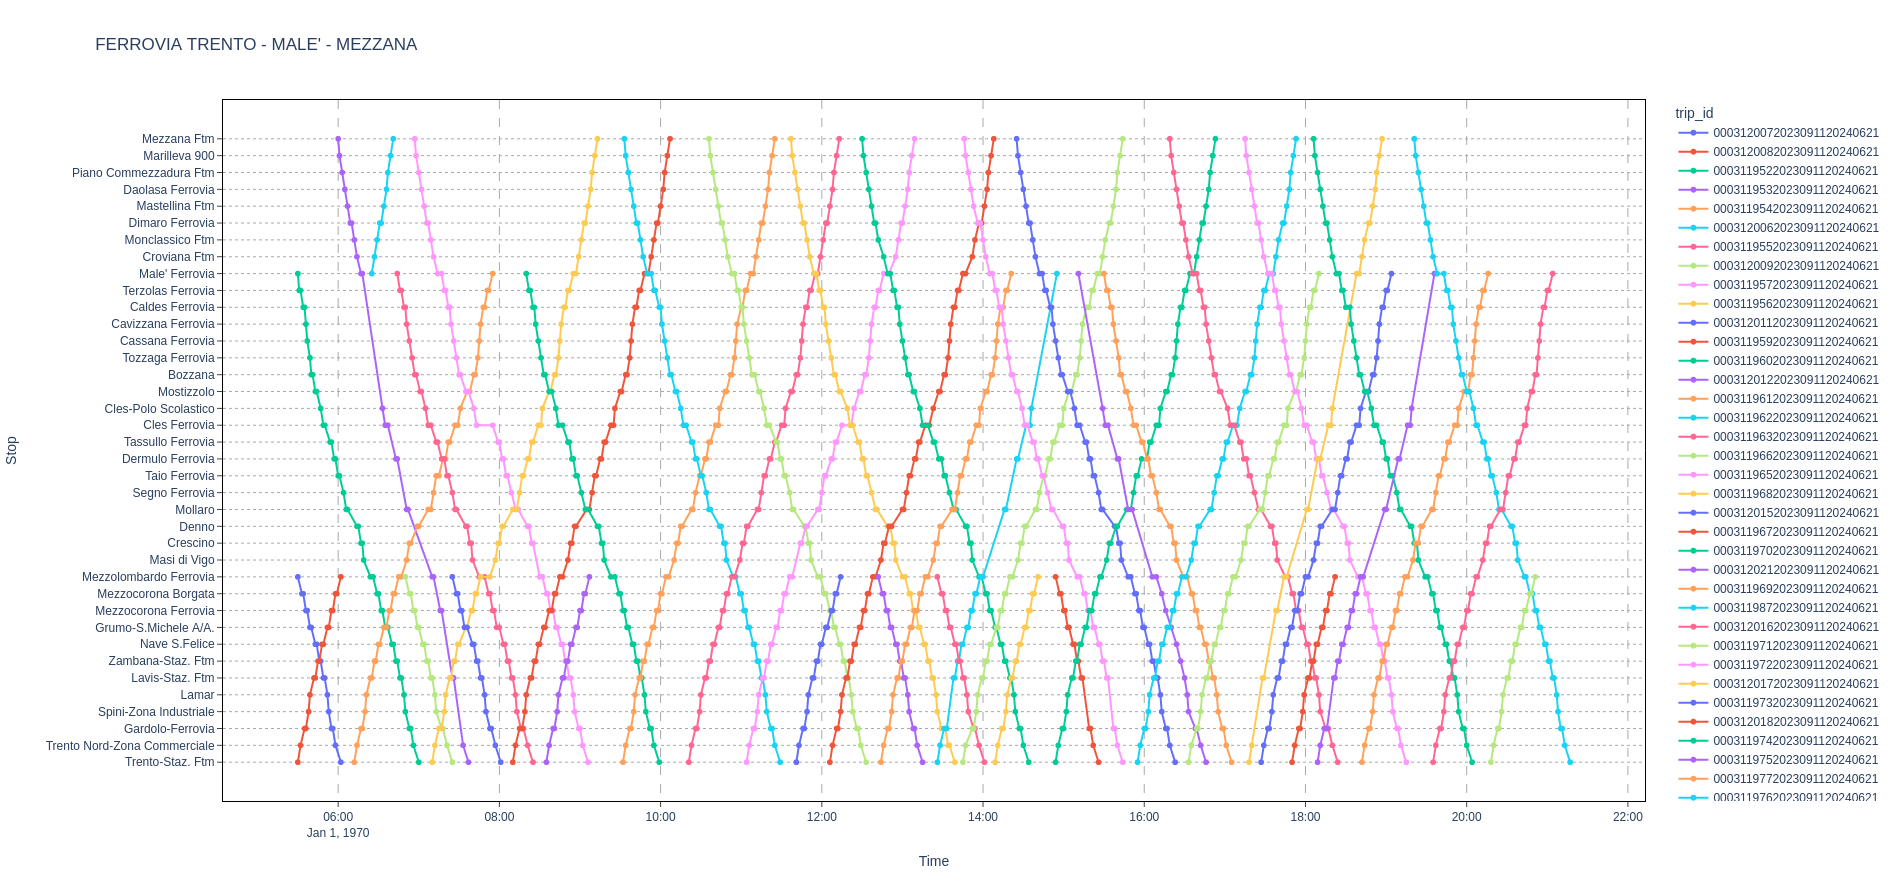 FERROVIA TRENTO - MALE' - MEZZANA
Stop
Mezzana Ftm
Marilleva 900
Piano Commezzadura Ftm
Daolasa Ferrovia
Mastellina Ftm
Dimaro Ferrovia
Monclassico Ftm
Croviana Ftm
Male' Ferrovia
Terzolas Ferrovia
Caldes Ferrovia
Cavizzana Ferrovia
Cassana Ferrovia
Tozzaga Ferrovia
Bozzana
Mostizzolo
Cles-Polo Scolastico
Cles Ferrovia
Tassullo Ferrovia
Dermulo Ferrovia
Taio Ferrovia
Segno Ferrovia
Mollaro
Denno
Crescino
Masi di Vigo
Mezzolombardo Ferrovia
Mezzocorona Borgata
Mezzocorona Ferrovia
Grumo-S.Michele A/A.
Nave S.Felice
Zambana-Staz. Ftm
Lavis-Staz. Ftm
Lamar
Spini-Zona Industriale
Gardolo-Ferrovia
Trento Nord-Zona Commerciale
Trento-Staz. Ftm
06:00 08:00 10:00 12:00 14:00 16:00 18:00 20:00 22:00
Jan 1, 1970
Time
trip_id
0003120072023091120240621
0003120082023091120240621
0003119522023091120240621
0003119532023091120240621
0003119542023091120240621
0003120062023091120240621
0003119552023091120240621
0003120092023091120240621
0003119572023091120240621
0003119562023091120240621
0003120112023091120240621
0003119592023091120240621
0003119602023091120240621
0003120122023091120240621
0003119612023091120240621
0003119622023091120240621
0003119632023091120240621
0003119662023091120240621
0003119652023091120240621
0003119682023091120240621
0003120152023091120240621
0003119672023091120240621
0003119702023091120240621
0003120212023091120240621
0003119692023091120240621
0003119872023091120240621
0003120162023091120240621
0003119712023091120240621
0003119722023091120240621
0003120172023091120240621
0003119732023091120240621
0003120182023091120240621
0003119742023091120240621
0003119752023091120240621
0003119772023091120240621
0003119762023091120240621